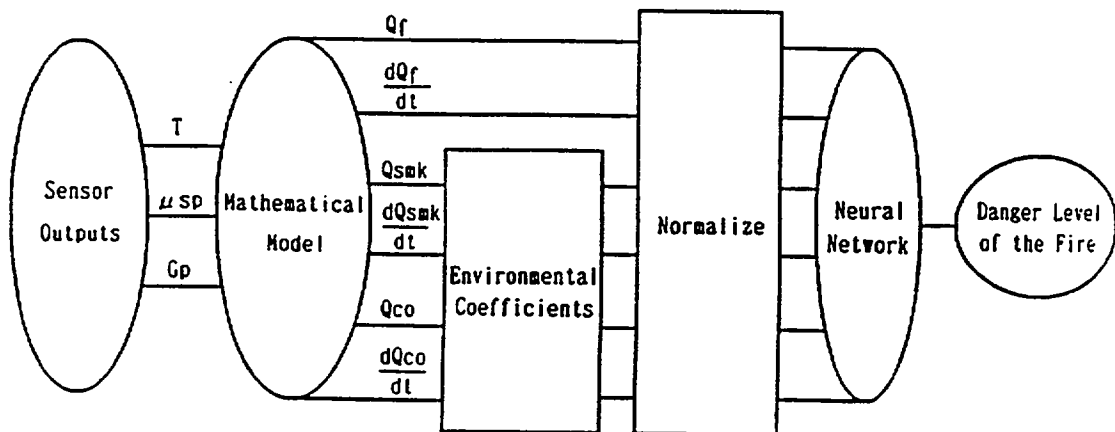 Sensor
Outputs
T
μsp
Gp
Mathematical
Model
Qf
dQf
dt
Qsmk
dQsmk
dt
Qco
dQco
dt
Environmental
Coefficients
Normalize
Neural
Network
Danger Level
of the Fire